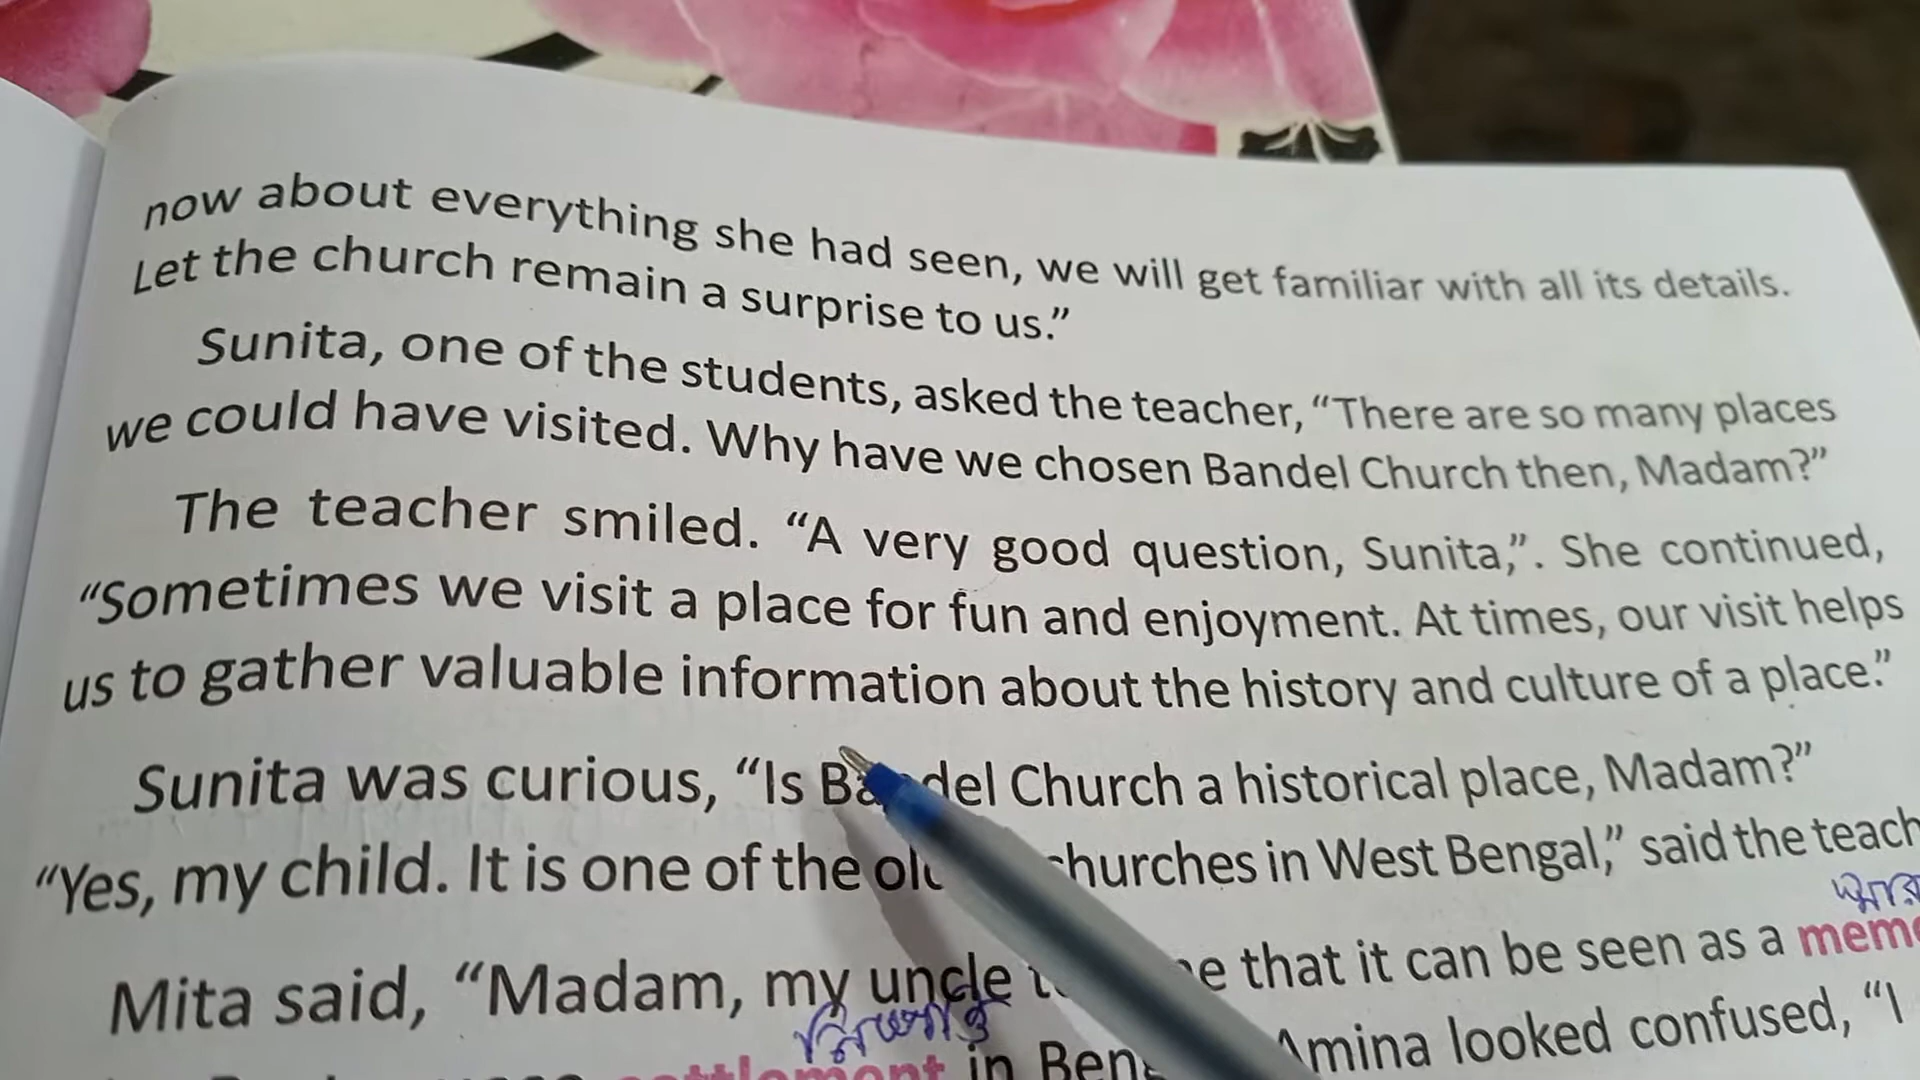 now about everything she had seen, we will get familiar with all its details.
Let the church remain a surprise to us.”
Sunita, one of the students, asked the teacher, “There are so many places
we could have visited. Why have we chosen Bandel Church then, Madam?”
The teacher smiled. “A very good question, Sunita,”. She continued,
“Sometimes we visit a place for fun and enjoyment. At times, our visit helps
us to gather valuable information about the history and culture of a place.”
Sunita was curious, “Is Bandel Church a historical place, Madam?”
“Yes, my child. It is one of the churches in West Bengal,” said the teach
Mita said, “Madam, my uncle that it can be seen as a mem
settlement in Amina looked confused, “I